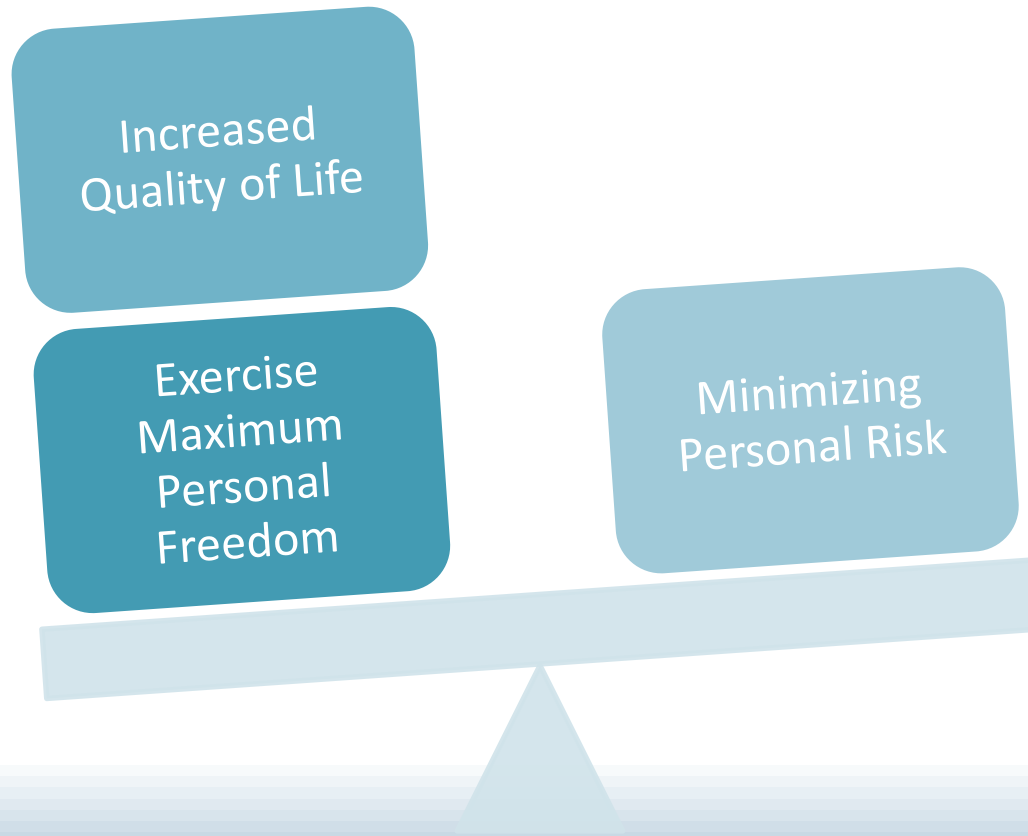 Increased
Quality of Life
Exercise
Maximum
Personal
Freedom
Minimizing
Personal Risk